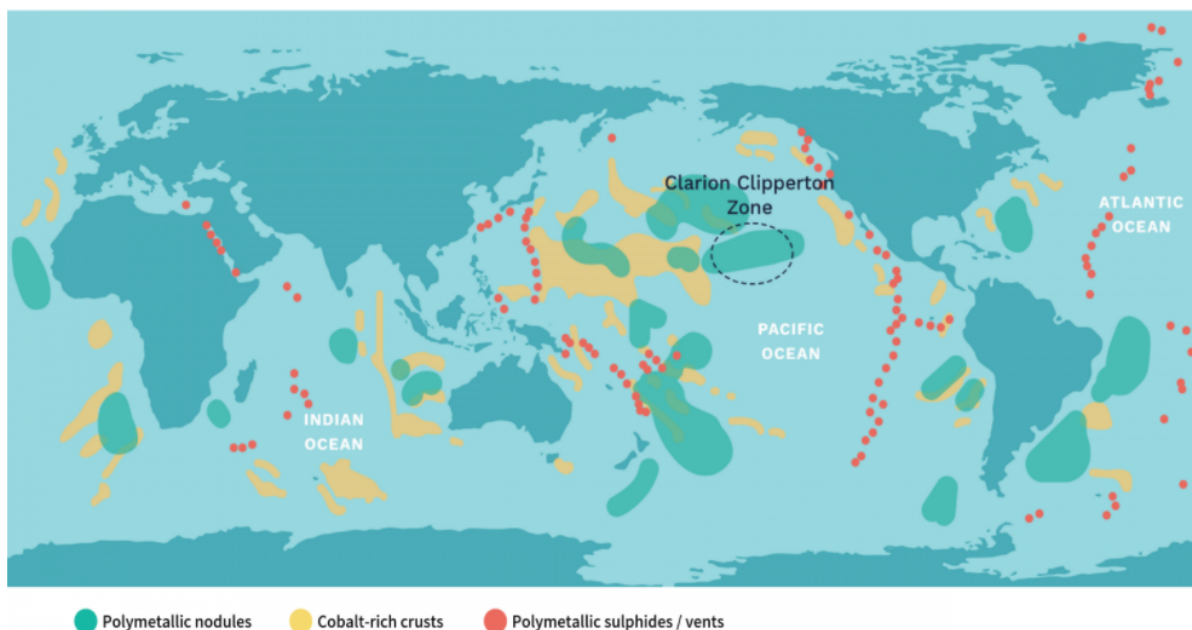 Clarion Clipperton
Zone
ATLANTIC
OCEAN
PACIFIC
OCEAN
INDIAN
OCEAN
Polymetallic nodules
Cobalt-rich crusts
Polymetallic sulphides / vents